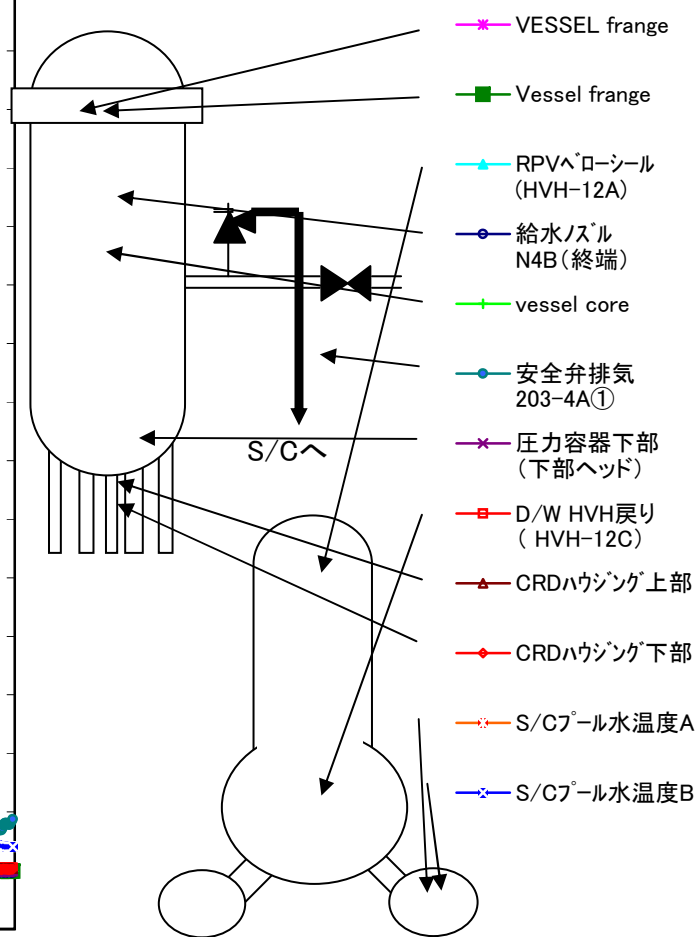 VESSEL frange
Vessel frange
RPVベローシール
(HVH-12A)
給水ノズル
N4B(終端)
vessel core
安全弁排気
203-4A①
S/Cへ
圧力容器下部
(下部ヘッド)
D/W HVH戻り
( HVH-12C)
CRDハウジング上部
CRDハウジング下部
S/Cプール水温度A
S/Cプール水温度B